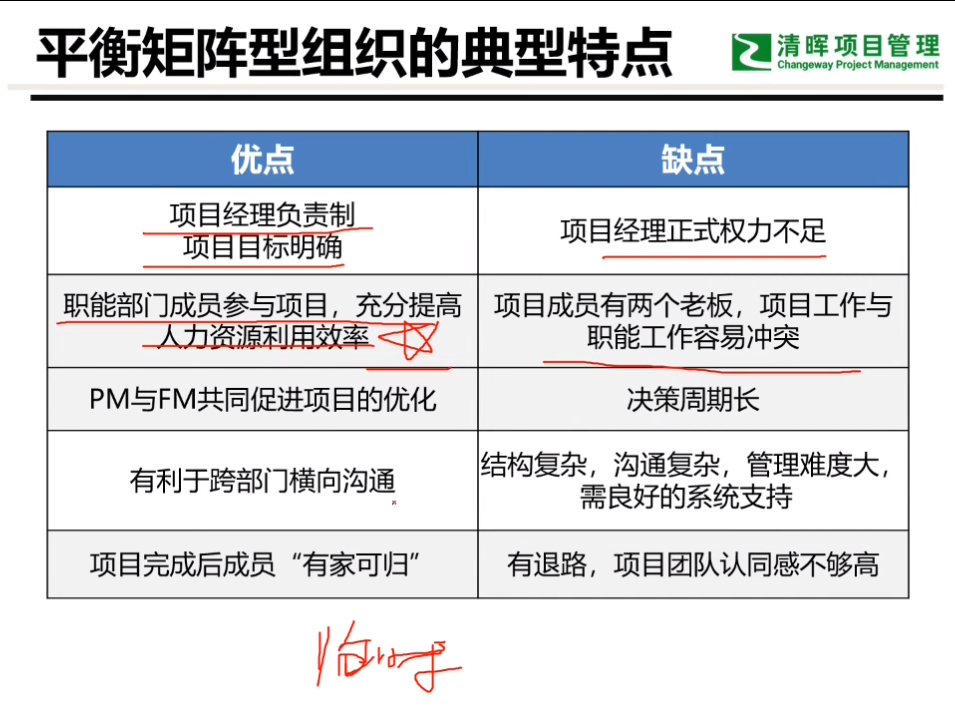 平衡矩阵型组织的典型特点
清晖项目管理
Changeway Project Management
优点
缺点
项目经理负责制
项目目标明确
项目经理正式权力不足
职能部门成员参与项目，充分提高
人力资源利用效率
项目成员有两个老板，项目工作与
职能工作容易冲突
PM与FM共同促进项目的优化
决策周期长
有利于跨部门横向沟通
结构复杂，沟通复杂，管理难度大，
需良好的系统支持
项目完成后成员“有家可归”
有退路，项目团队认同感不够高
临时